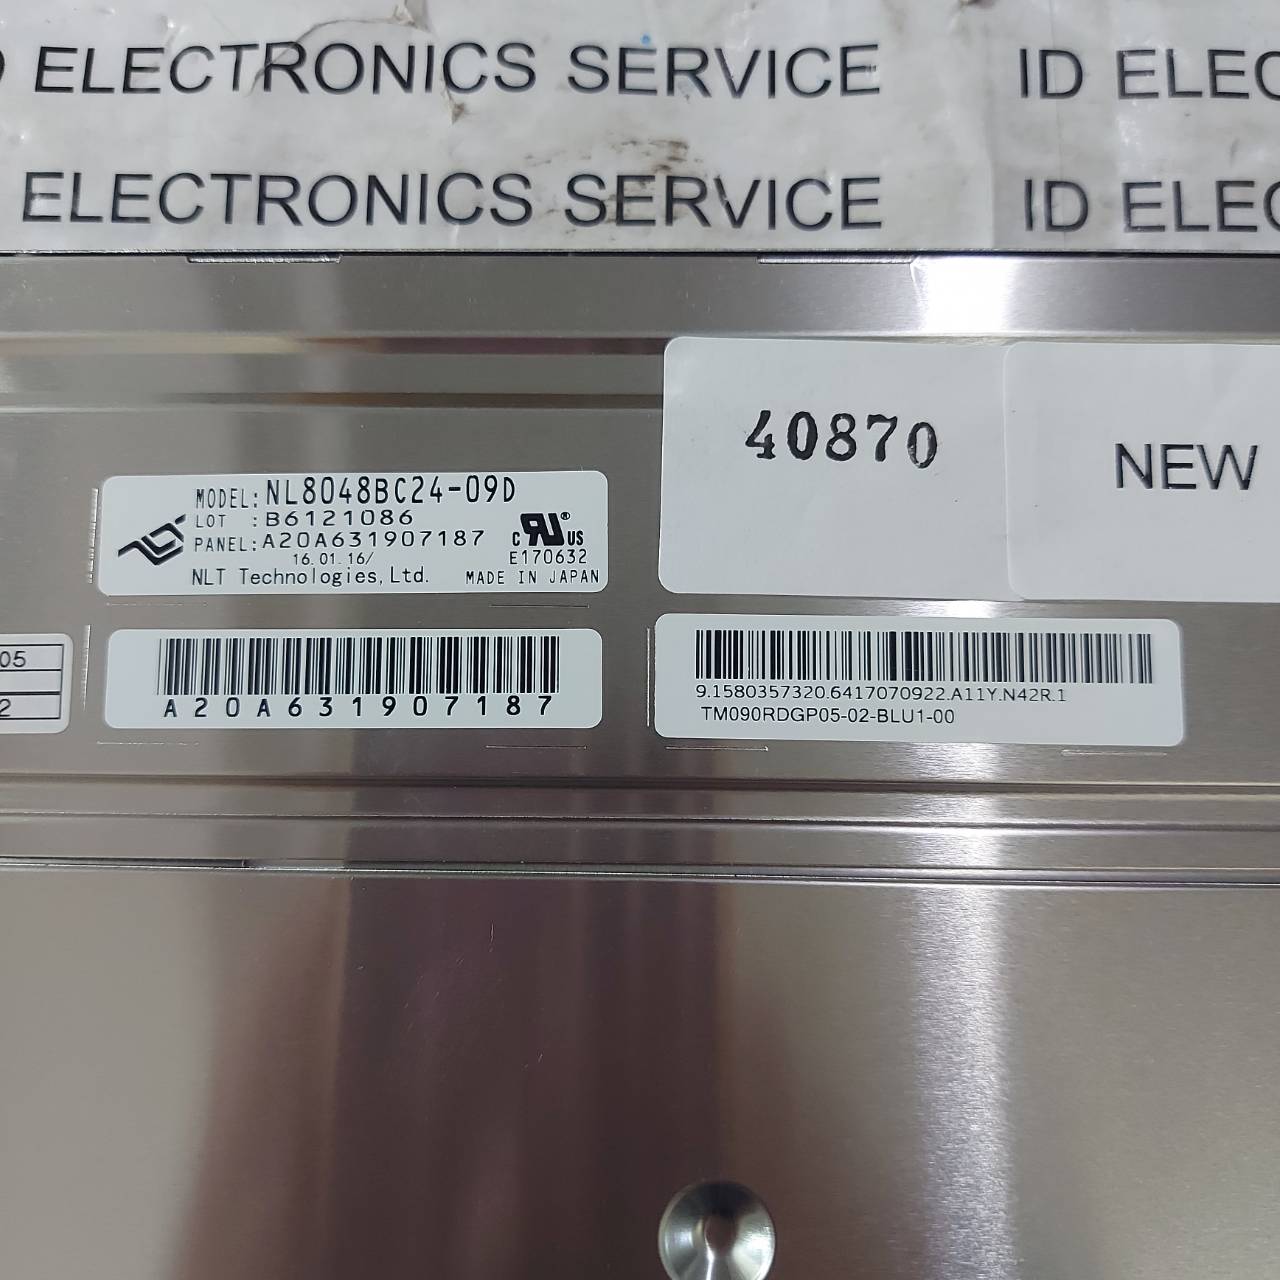 ELECTRONICS SERVICE ID ELEC
ELECTRONICS SERVICE ID ELEC
40870
NEW
MODEL: NL8048BC24-09D
LOT : B6121086
PANEL: A20A631907187
16.01.16/
NLT Technologies, Ltd.
c RU® US
E170632
MADE IN JAPAN
05
2
A20A631907187
9.1580357320.6417070922.A11Y.N42R.1
TM090RDGP05-02-BLU1-00